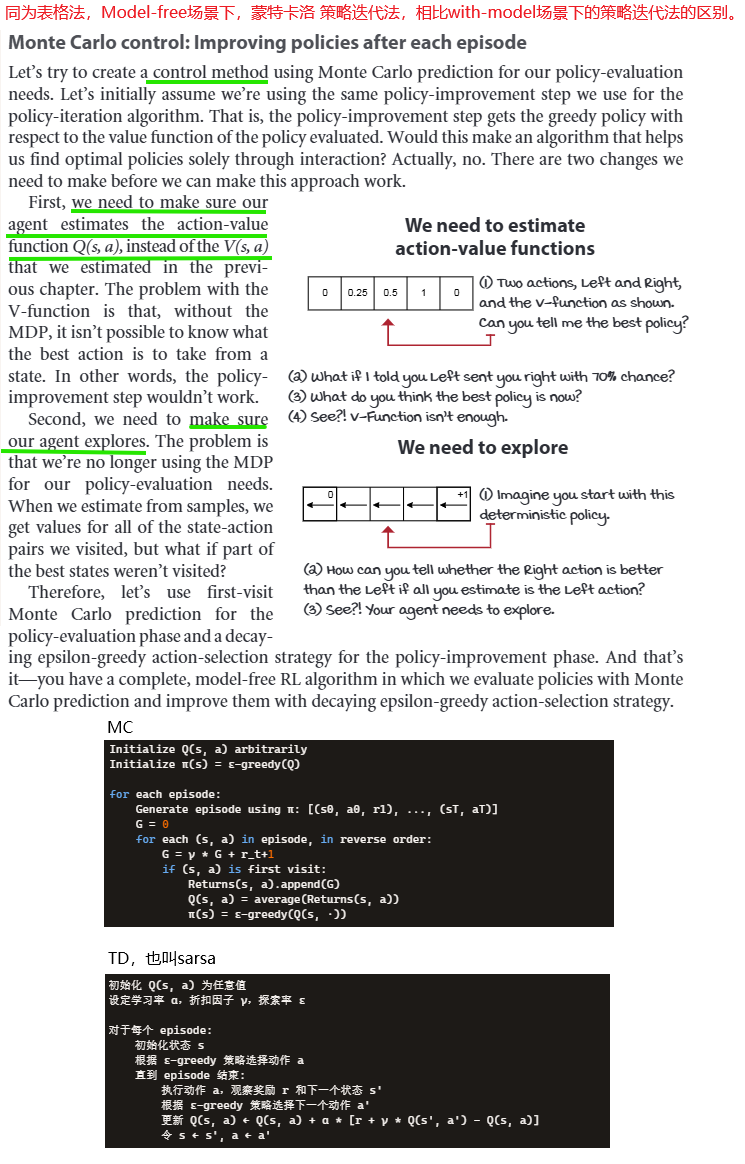 同为表格法，Model-free场景下，蒙特卡洛 策略迭代法，相比with-model场景下的策略迭代法的区别。
Monte Carlo control: Improving policies after each episode
Let's try to create a control method using Monte Carlo prediction for our policy-evaluation
needs. Let's initially assume we're using the same policy-improvement step we use for the
policy-iteration algorithm. That is, the policy-improvement step gets the greedy policy with
respect to the value function of the policy evaluated. Would this make an algorithm that helps
us find optimal policies solely through interaction? Actually, no. There are two changes we
need to make before we can make this approach work.
First, we need to make sure our
agent estimates the action-value
function Q(s, a), instead of the V(s, a)
that we estimated in the previ-
ous chapter. The problem with the
V-function is that, without the
MDP, it isn't possible to know what
the best action is to take from a
state. In other words, the policy-
improvement step wouldn't work.
Second, we need to make sure
our agent explores. The problem is
that we're no longer using the MDP
for our policy-evaluation needs.
When we estimate from samples, we
get values for all of the state-action
pairs we visited, but what if part of
the best states weren't visited?
Therefore, let's use first-visit
Monte Carlo prediction for the
policy-evaluation phase and a decay-
ing epsilon-greedy action-selection strategy for the policy-improvement phase. And that's
it—you have a complete, model-free RL algorithm in which we evaluate policies with Monte
Carlo prediction and improve them with decaying epsilon-greedy action-selection strategy.
We need to estimate
action-value functions
0 0.25 0.5 1 0
(1) Two actions, Left and Right,
and the V-function as shown.
Can you tell me the best policy?
(2) What if I told you Left sent you right with 70% chance?
(3) What do you think the best policy is now?
(4) See?! V-Function isn't enough.
We need to explore
0 +1
(1) Imagine you start with this
deterministic policy.
(2) How can you tell whether the Right action is better
than the Left if all you estimate is the Left action?
(3) See?! Your agent needs to explore.
MC
Initialize Q(s, a) arbitrarily
Initialize π(s) = ε-greedy(Q)
for each episode:
Generate episode using π: [(s0, a0, r1), ..., (sT, aT)]
G = 0
for each (s, a) in episode, in reverse order:
G = γ * G + r_t+1
if (s, a) is first visit:
Returns(s, a).append(G)
Q(s, a) = average(Returns(s, a))
π(s) = ε-greedy(Q(s, ·))
TD，也叫sarsa
初始化 Q(s, a) 为任意值
设定学习率 α，折扣因子 γ，探索率 ε
对于每个 episode:
初始化状态 s
根据 ε-greedy 策略选择动作 a
直到 episode 结束:
执行动作 a，观察奖励 r 和下一个状态 s'
根据 ε-greedy 策略选择下一个动作 a'
更新 Q(s, a) ← Q(s, a) + α * [r + γ * Q(s', a') - Q(s, a)]
令 s ← s', a ← a'